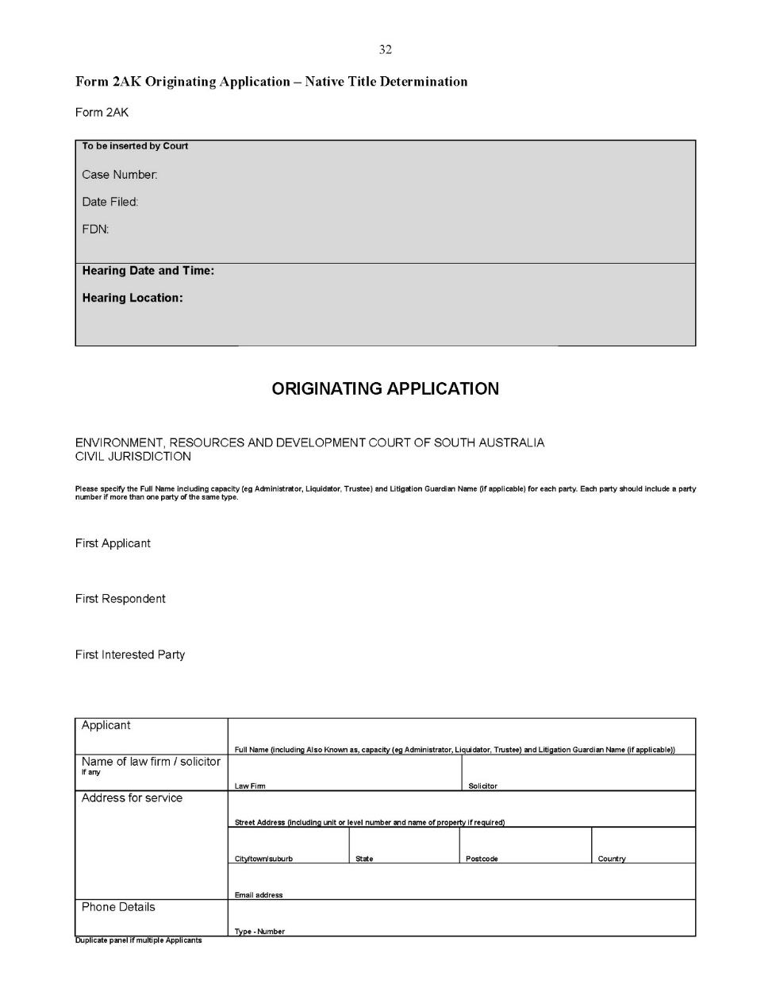 32
Form 2AK Originating Application – Native Title Determination
Form 2AK
To be inserted by Court
Case Number:
Date Filed:
FDN:
Hearing Date and Time:
Hearing Location:
ORIGINATING APPLICATION
ENVIRONMENT, RESOURCES AND DEVELOPMENT COURT OF SOUTH AUSTRALIA
CIVIL JURISDICTION
Please specify the Full Name including capacity (eg Administrator, Liquidator, Trustee) and Litigation Guardian Name (if applicable) for each party. Each party should include a party
number if more than one party of the same type.
First Applicant
First Respondent
First Interested Party
Applicant
Full Name (including Also Known as, capacity (eg Administrator, Liquidator, Trustee) and Litigation Guardian Name (if applicable))
Name of law firm / solicitor
If any
Law Firm
Solicitor
Address for service
Street Address (including unit or level number and name of property if required)
City/town/suburb
State
Postcode
Country
Email address
Phone Details
Type - Number
Duplicate panel if multiple Applicants